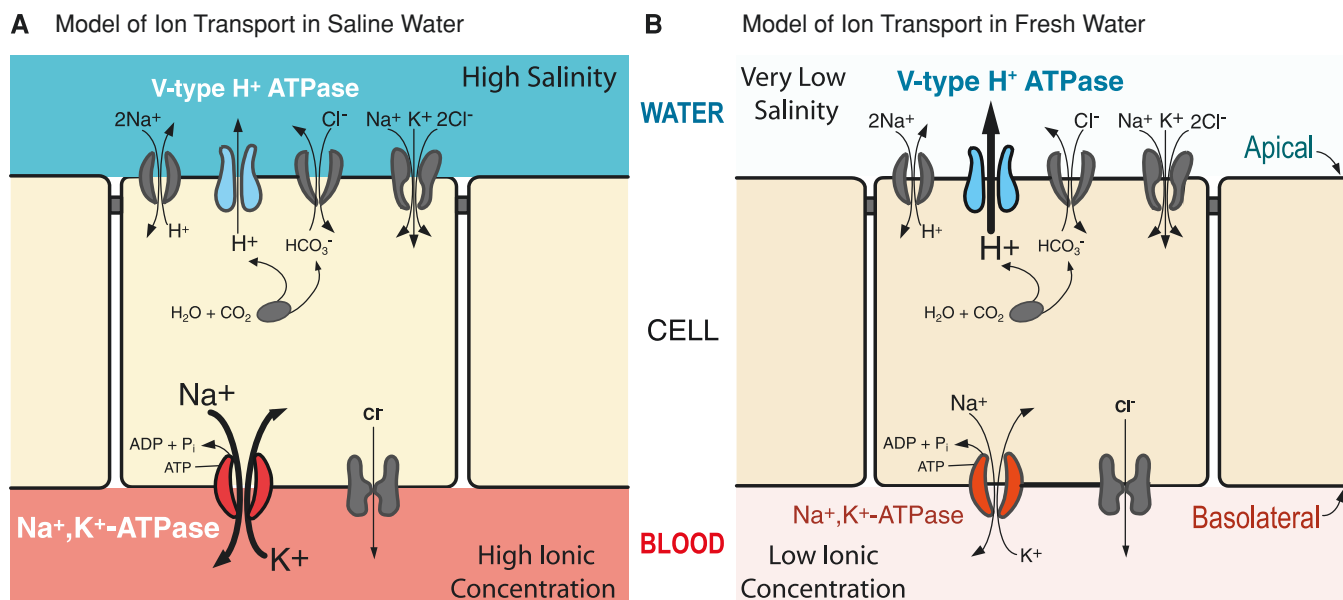 A Model of Ion Transport in Saline Water
V-type H⁺ ATPase
High Salinity
2Na⁺
Cl⁻
Na⁺ K⁺ 2Cl⁻
H⁺
H+
HCO₃⁻
H₂O + CO₂
Na+
Cl⁻
ADP + Pᵢ
ATP
Na⁺,K⁺-ATPase
K+
High Ionic
Concentration
WATER
CELL
BLOOD
B Model of Ion Transport in Fresh Water
Very Low
Salinity
V-type H⁺ ATPase
2Na⁺
Cl⁻
Na⁺ K⁺ 2Cl⁻
Apical
H⁺
H+
HCO₃⁻
H₂O + CO₂
Na⁺
Cl⁻
ADP + Pᵢ
ATP
Na⁺,K⁺-ATPase
K⁺
Basolateral
Low Ionic
Concentration